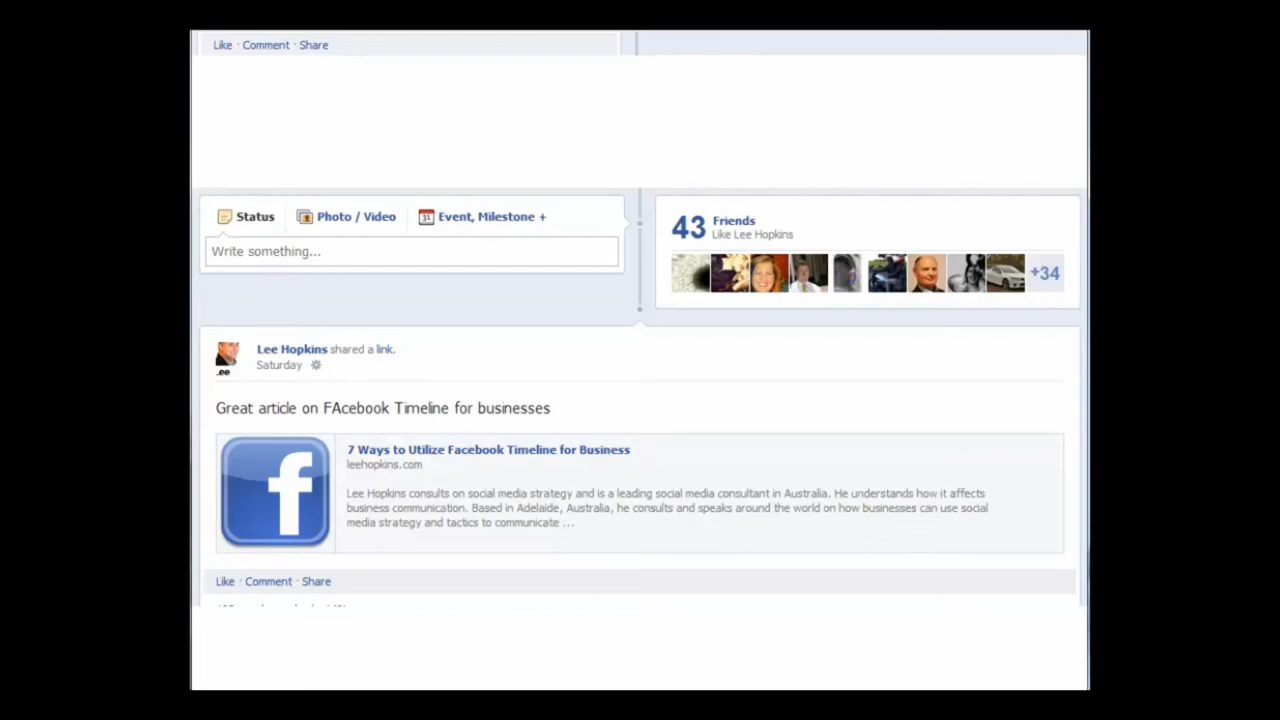 Like · Comment · Share
Status
Photo / Video
31
Event, Milestone +
Write something...
43
Friends
Like Lee Hopkins
+34
Lee Hopkins shared a link.
Saturday
Great article on FAcebook Timeline for businesses
f
7 Ways to Utilize Facebook Timeline for Business
leehopkins.com
Lee Hopkins consults on social media strategy and is a leading social media consultant in Australia. He understands how it affects
business communication. Based in Adelaide, Australia, he consults and speaks around the world on how businesses can use social
media strategy and tactics to communicate ...
Like · Comment · Share